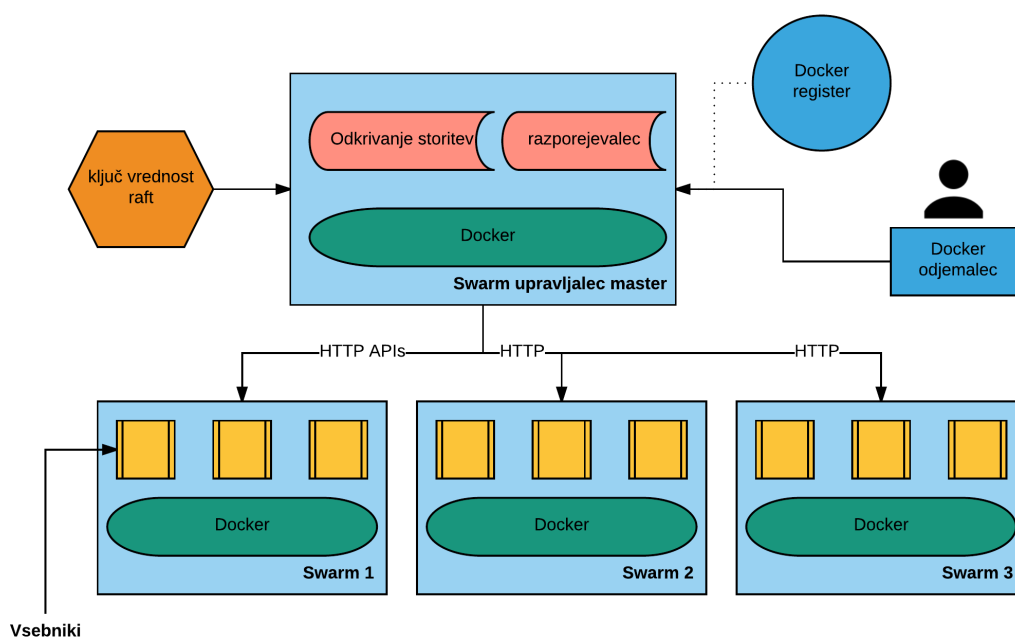 Docker
register
Odkrivanje storitev
razporejevalec
ključ vrednost
raft
Docker
Docker
odjemalec
Swarm upravljalec master
HTTP APIs
HTTP
HTTP
Docker
Docker
Docker
Swarm 1
Swarm 2
Swarm 3
Vsebniki